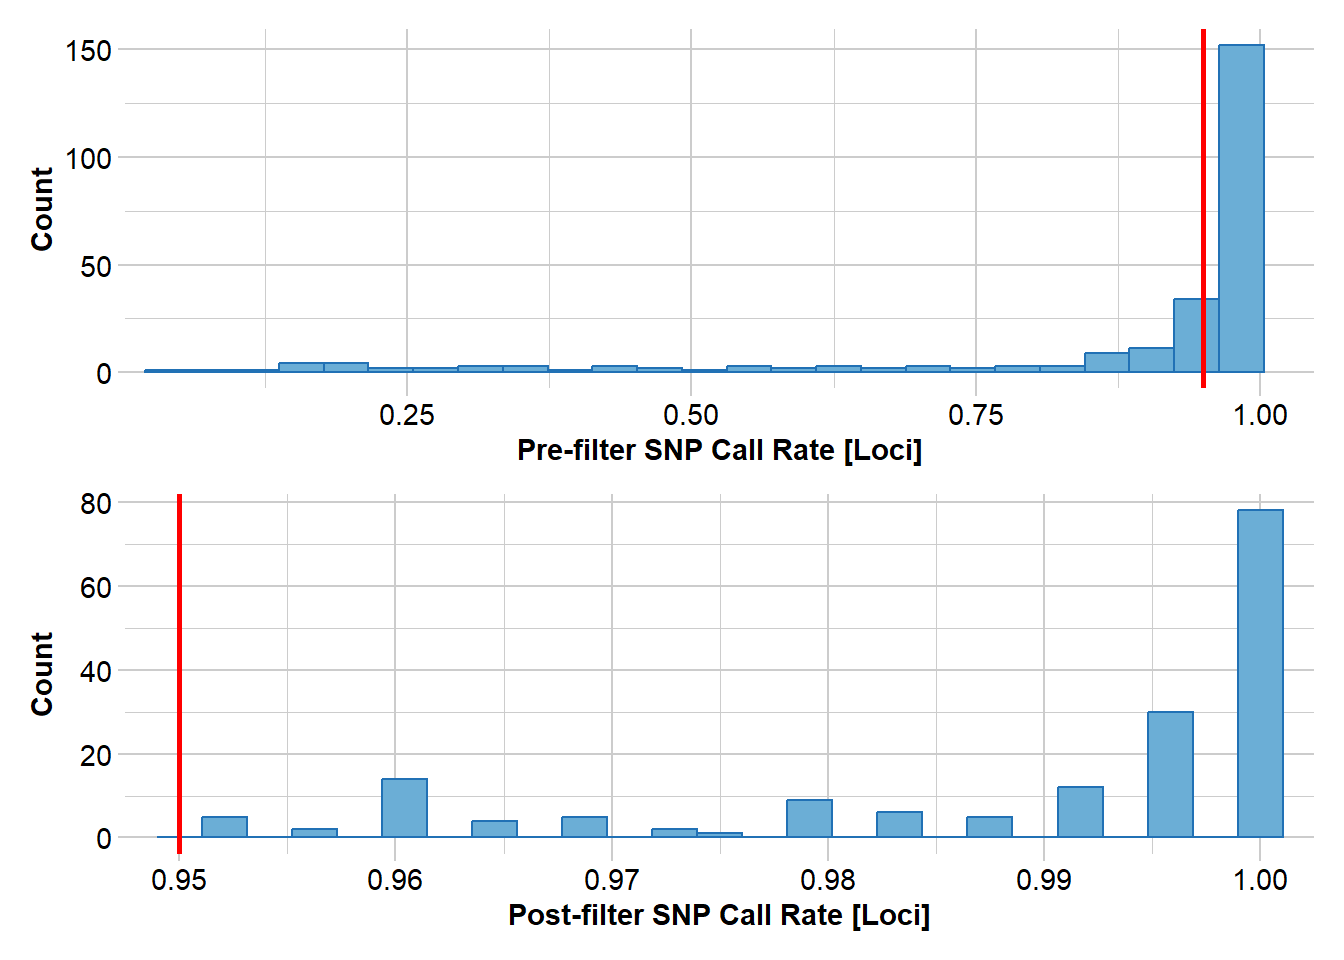 150
100
50
0
Count
0.25 0.50 0.75 1.00
Pre-filter SNP Call Rate [Loci]
80
60
40
20
0
Count
0.95 0.96 0.97 0.98 0.99 1.00
Post-filter SNP Call Rate [Loci]